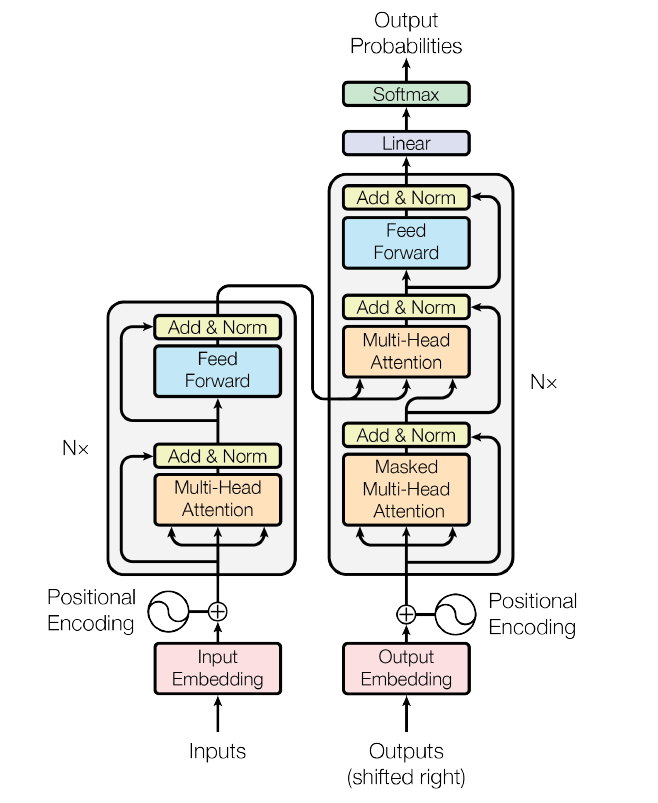 Output
Probabilities
Softmax
Linear
Add & Norm
Feed
Forward
Add & Norm
Multi-Head
Attention
Add & Norm
Masked
Multi-Head
Attention
N×
Add & Norm
Feed
Forward
Add & Norm
Multi-Head
Attention
N×
Positional
Encoding
Positional
Encoding
Input
Embedding
Output
Embedding
Inputs
Outputs
(shifted right)